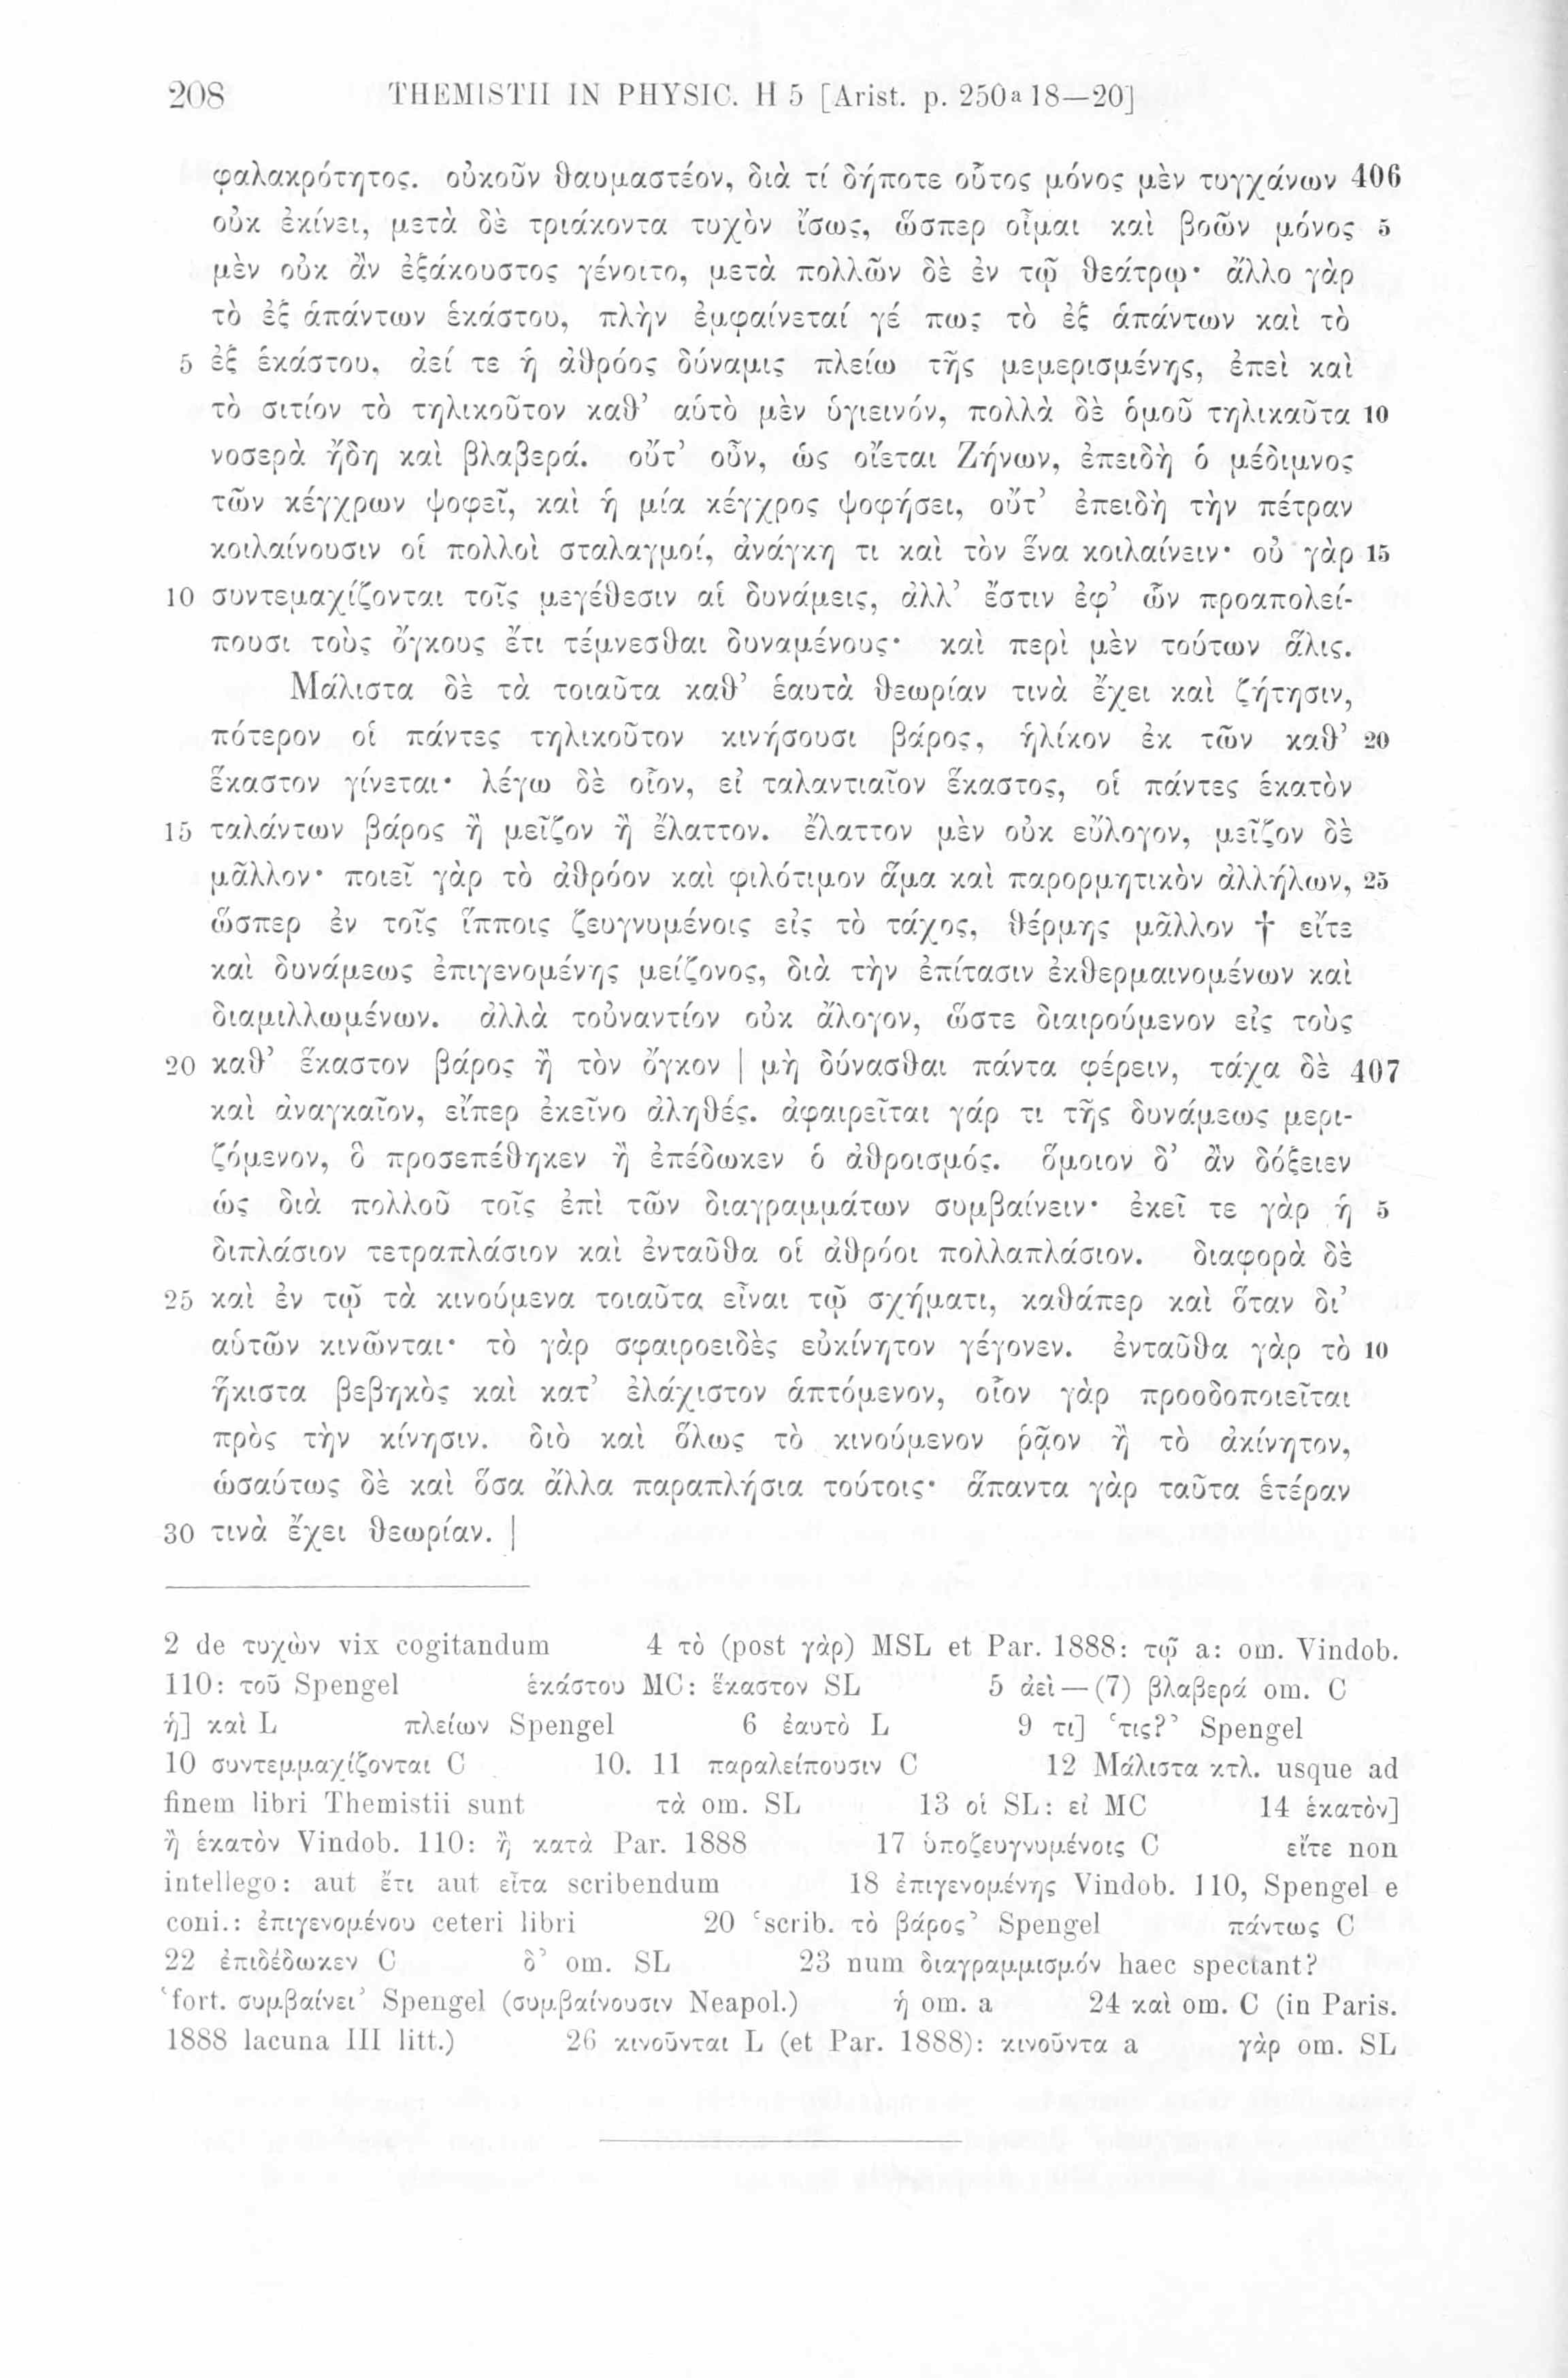 208 THEMISTII IN PHYSIC. H 5 [Arist. p. 250a 18—20]
φαλακρότητος. οὐκοῦν θαυμαστέον, διὰ τί δήποτε οὗτος μόνος μὲν τυγχάνων 406
οὐκ ἐκίνει, μετὰ δὲ τριάκοντα τυχὸν ἴσως, ὥσπερ οἶμαι καὶ βοῶν μόνος 5
μὲν οὐκ ἂν ἐξάκουστος γένοιτο, μετὰ πολλῶν δὲ ἐν τῷ θεάτρῳ· ἄλλο γὰρ
τὸ ἐξ ἁπάντων ἑκάστου, πλὴν ἐμφαίνεταί γέ πως τὸ ἐξ ἁπάντων καὶ τὸ
5 ἐξ ἑκάστου, ἀεί τε ἡ ἀθρόος δύναμις πλείω τῆς μεμερισμένης, ἐπεὶ καὶ
τὸ σιτίον τὸ τηλικοῦτον καθ’ αὑτὸ μὲν ὑγιεινόν, πολλὰ δὲ ὁμοῦ τηλικαῦτα 10
νοσερὰ ἤδη καὶ βλαβερά. οὔτ’ οὖν, ὡς οἴεται Ζήνων, ἐπειδὴ ὁ μέδιμνος
τῶν κέγχρων ψοφεῖ, καὶ ἡ μία κέγχρος ψοφήσει, οὔτ’ ἐπειδὴ τὴν πέτραν
κοιλαίνουσιν οἱ πολλοὶ σταλαγμοί, ἀνάγκη τι καὶ τὸν ἕνα κοιλαίνειν· οὐ γὰρ 15
10 συντεμαχίζονται τοῖς μεγέθεσιν αἱ δυνάμεις, ἀλλ’ ἔστιν ἐφ’ ὧν προαπολεί-
πουσι τοὺς ὄγκους ἔτι τέμνεσθαι δυναμένους· καὶ περὶ μὲν τούτων ἅλις.
Μάλιστα δὲ τὰ τοιαῦτα καθ’ ἑαυτὰ θεωρίαν τινὰ ἔχει καὶ ζήτησιν,
πότερον οἱ πάντες τηλικοῦτον κινήσουσι βάρος, ἡλίκον ἐκ τῶν καθ’ 20
ἕκαστον γίνεται· λέγω δὲ οἷον, εἰ ταλαντιαῖον ἕκαστος, οἱ πάντες ἑκατὸν
15 ταλάντων βάρος ἢ μεῖζον ἢ ἔλαττον. ἔλαττον μὲν οὐκ εὔλογον, μεῖζον δὲ
μᾶλλον· ποιεῖ γὰρ τὸ ἀθρόον καὶ φιλότιμον ἅμα καὶ παρορμητικὸν ἀλλήλων, 25
ὥσπερ ἐν τοῖς ἵπποις ζευγνυμένοις εἰς τὸ τάχος, θέρμης μᾶλλον † εἴτε
καὶ δυνάμεως ἐπιγενομένης μείζονος, διὰ τὴν ἐπίτασιν ἐκθερμαινομένων καὶ
διαμιλλωμένων. ἀλλὰ τοὐναντίον οὐκ ἄλογον, ὥστε διαιρούμενον εἰς τοὺς
20 καθ’ ἕκαστον βάρος ἢ τὸν ὄγκον | μὴ δύνασθαι πάντα φέρειν, τάχα δὲ 407
καὶ ἀναγκαῖον, εἴπερ ἐκεῖνο ἀληθές. ἀφαιρεῖται γάρ τι τῆς δυνάμεως μερι-
ζόμενον, ὃ προσεπέθηκεν ἢ ἐπέδωκεν ὁ ἀθροισμός. ὅμοιον δ’ ἂν δόξειεν
ὡς διὰ πολλοῦ τοῖς ἐπὶ τῶν διαγραμμάτων συμβαίνειν· ἐκεῖ τε γὰρ ἡ 5
διπλάσιον τετραπλάσιον καὶ ἐνταῦθα οἱ ἀθρόοι πολλαπλάσιον. διαφορὰ δὲ
25 καὶ ἐν τῷ τὰ κινούμενα τοιαῦτα εἶναι τῷ σχήματι, καθάπερ καὶ ὅταν δι’
αὑτῶν κινῶνται· τὸ γὰρ σφαιροειδὲς εὐκίνητον γέγονεν. ἐνταῦθα γὰρ τὸ 10
ἥκιστα βεβηκὸς καὶ κατ’ ἐλάχιστον ἁπτόμενον, οἷον γὰρ προοδοποιεῖται
πρὸς τὴν κίνησιν. διὸ καὶ ὅλως τὸ κινούμενον ῥᾷον ἢ τὸ ἀκίνητον,
ὡσαύτως δὲ καὶ ὅσα ἄλλα παραπλήσια τούτοις· ἅπαντα γὰρ ταῦτα ἑτέραν
30 τινὰ ἔχει θεωρίαν. |
2 de τυχὼν vix cogitandum 4 τὸ (post γὰρ) MSL et Par. 1888: τῷ a: om. Vindob.
110: τοῦ Spengel ἑκάστου MC: ἕκαστον SL 5 ἀεὶ — (7) βλαβερά om. C
ἡ] καὶ L πλείων Spengel 6 ἑαυτὸ L 9 τι] ‘τις?’ Spengel
10 συντεμμαχίζονται C 10. 11 παραλείπουσιν C 12 Μάλιστα κτλ. usque ad
finem libri Themistii sunt τὰ om. SL 13 οἱ SL: εἰ MC 14 ἑκατὸν]
ἢ ἑκατὸν Vindob. 110: ἢ κατὰ Par. 1888 17 ὑποζευγνυμένοις C εἴτε non
intellego: aut ἔτι aut εἶτα scribendum 18 ἐπιγενομένης Vindob. 110, Spengel e
coni.: ἐπιγενομένου ceteri libri 20 ‘scrib. τὸ βάρος’ Spengel πάντως C
22 ἐπιδέδωκεν C δ’ om. SL 23 num διαγραμμισμόν haec spectant?
‘fort. συμβαίνει’ Spengel (συμβαίνουσιν Neapol.) ἡ om. a 24 καὶ om. C (in Paris.
1888 lacuna III litt.) 26 κινοῦνται L (et Par. 1888): κινοῦντα a γὰρ om. SL